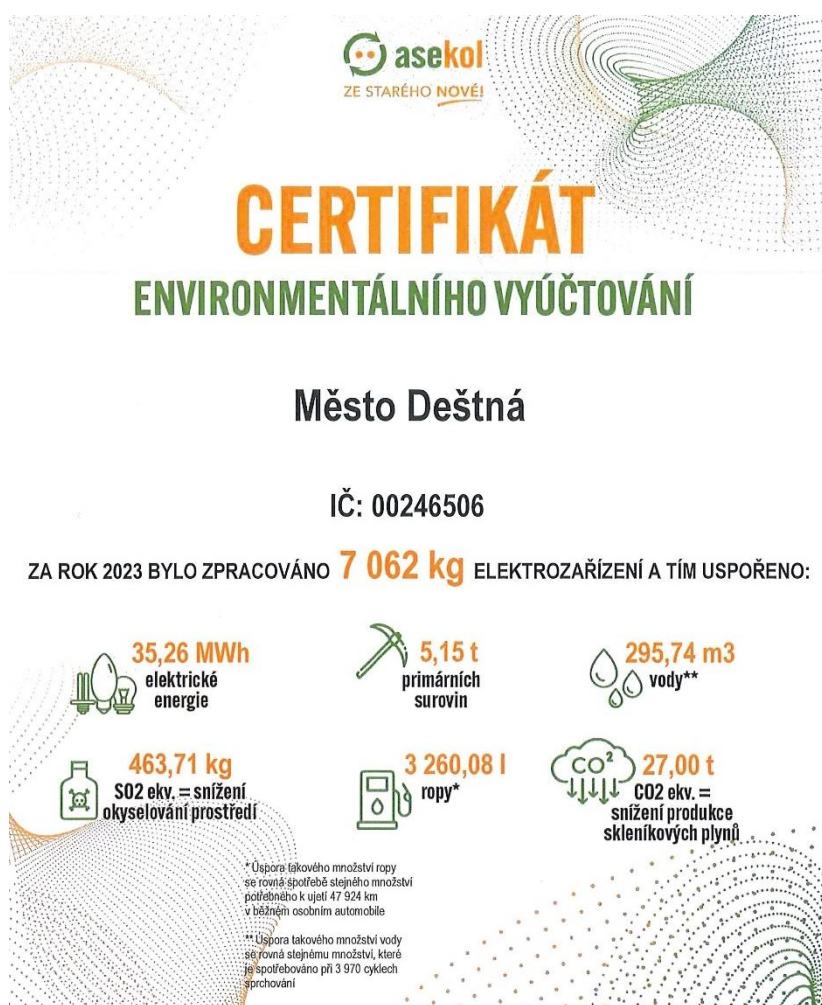 asekol
ZE STARÉHO NOVÉ!
CERTIFIKÁT
ENVIRONMENTÁLNÍHO VYÚČTOVÁNÍ
Město Deštná
IČ: 00246506
ZA ROK 2023 BYLO ZPRACOVÁNO 7 062 kg ELEKTROZAŘÍZENÍ A TÍM USPOŘENO:
35,26 MWh
elektrické
energie
5,15 t
primárních
surovin
295,74 m3
vody**
463,71 kg
SO2 ekv. = snížení
okyselování prostředí
3 260,08 l
ropy*
CO2
27,00 t
CO2 ekv. =
snížení produkce
skleníkových plynů
* Úspora takového množství ropy
se rovná spotřebě stejného množství
potřebného k ujetí 47 924 km
v běžném osobním automobile
** Úspora takového množství vody
se rovná stejnému množství, které
je spotřebováno při 3 970 cyklech
sprchování